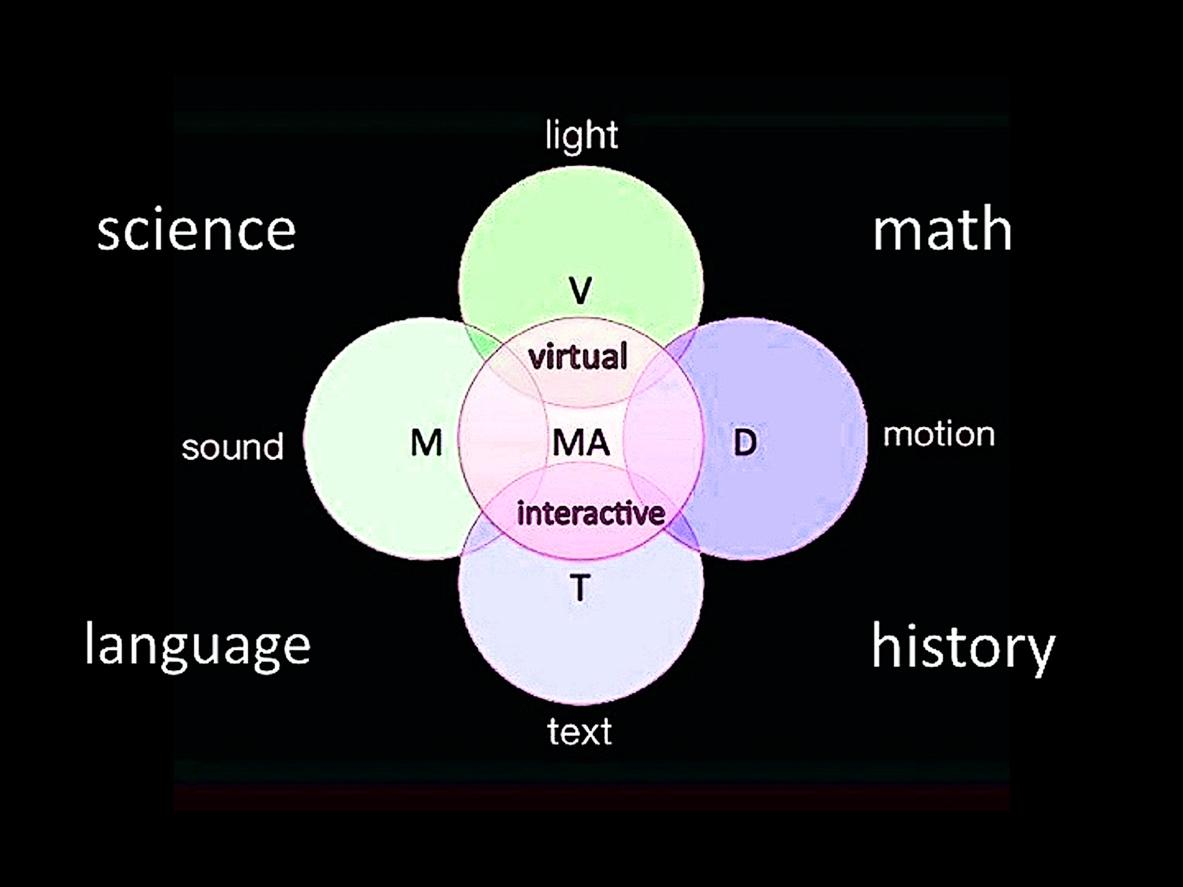 light
science
math
V
virtual
sound
M
MA
D
motion
interactive
T
language
history
text